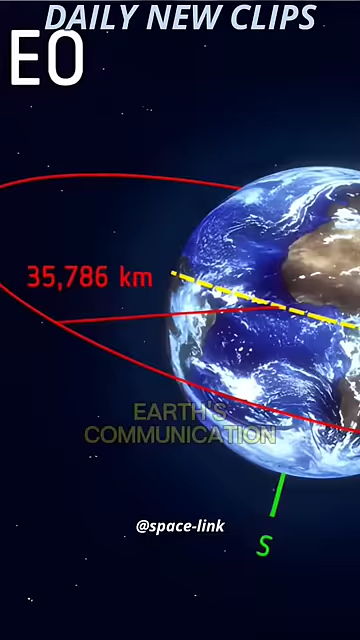 DAILY NEW CLIPS
EO
35,786 km
EARTH'S
COMMUNICATION
@space-link
S